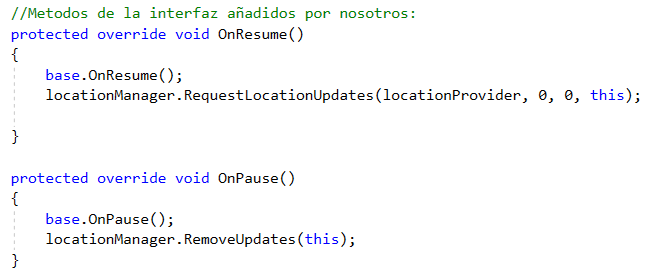 //Metodos de la interfaz añadidos por nosotros:
protected override void OnResume()
{
base.OnResume();
locationManager.RequestLocationUpdates(locationProvider, 0, 0, this);
}
protected override void OnPause()
{
base.OnPause();
locationManager.RemoveUpdates(this);
}